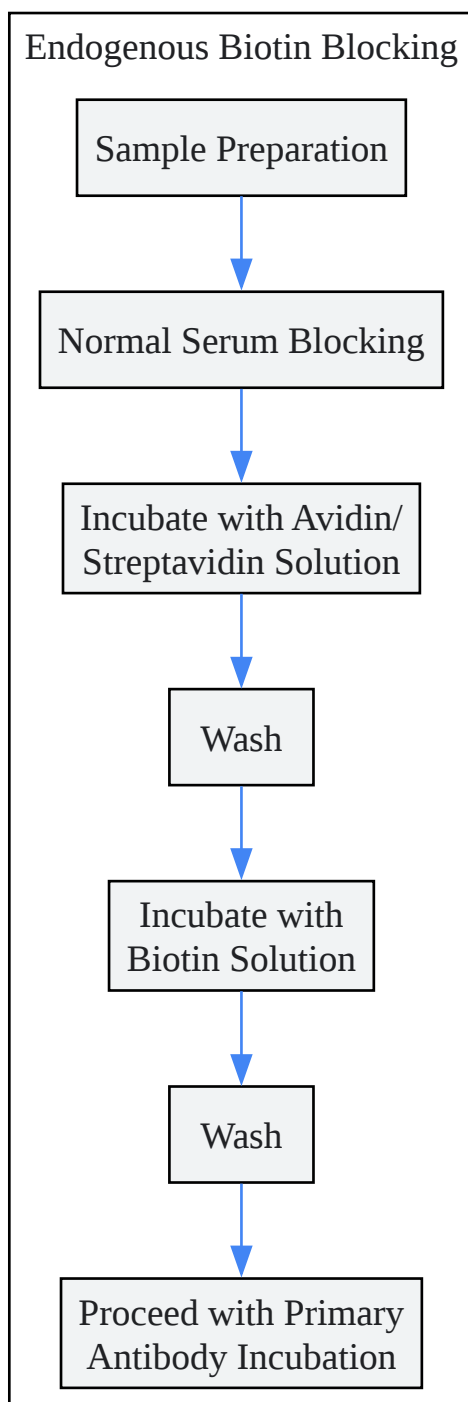 Endogenous Biotin Blocking
Sample Preparation
Normal Serum Blocking
Incubate with Avidin/
Streptavidin Solution
Wash
Incubate with
Biotin Solution
Wash
Proceed with Primary
Antibody Incubation